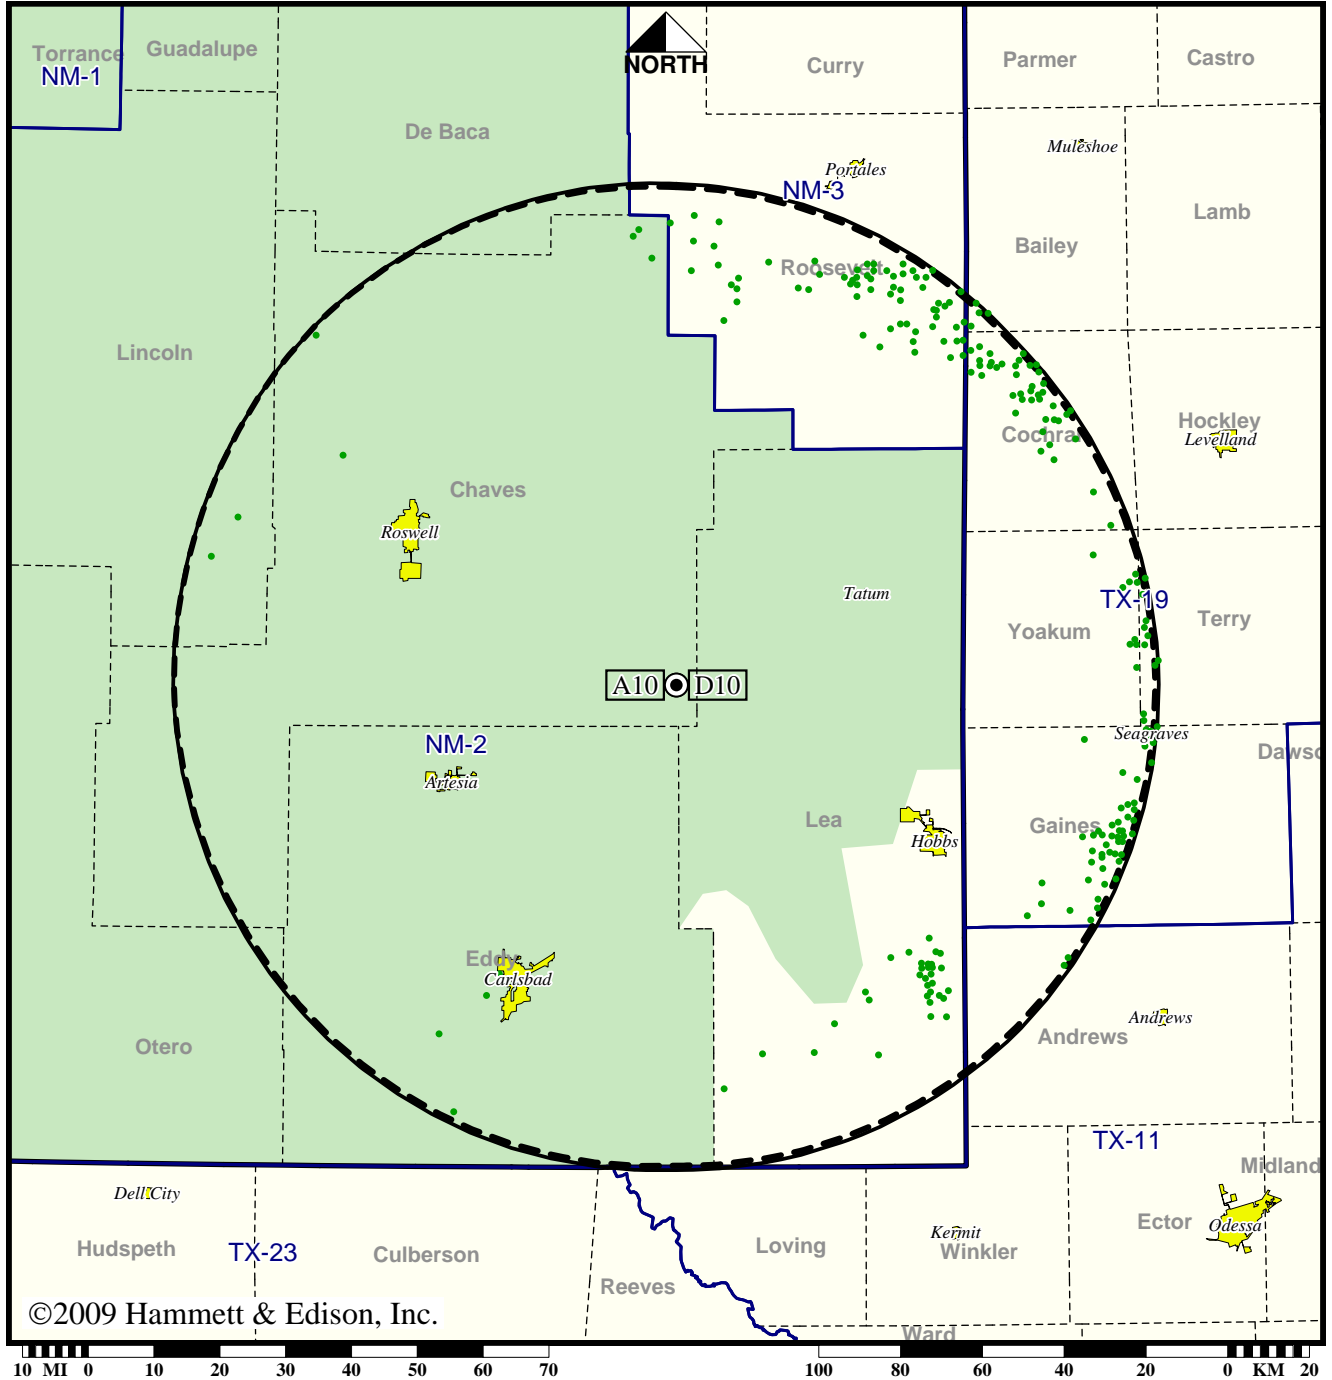 Torrance
NM-1
Guadalupe
NORTH
Curry
Parmer
Castro
De Baca
Muleshoe
Portales
NM-3
Lamb
Bailey
Roosevelt
Lincoln
Hockley
Levelland
Cochra
Chaves
Roswell
Tatum
TX-19
Yoakum
Terry
A10
D10
NM-2
Seagraves
Dawso
Artesia
Lea
Gaines
Hobbs
Eddy
Carlsbad
Andrews
Andrews
Otero
TX-11
Midland
Dell City
Ector
Odessa
Hudspeth
TX-23
Culberson
Loving
Kermit
Winkler
Reeves
Ward
©2009 Hammett & Edison, Inc.
10 MI 0 10 20 30 40 50 60 70
100 80 60 40 20 0 KM 20